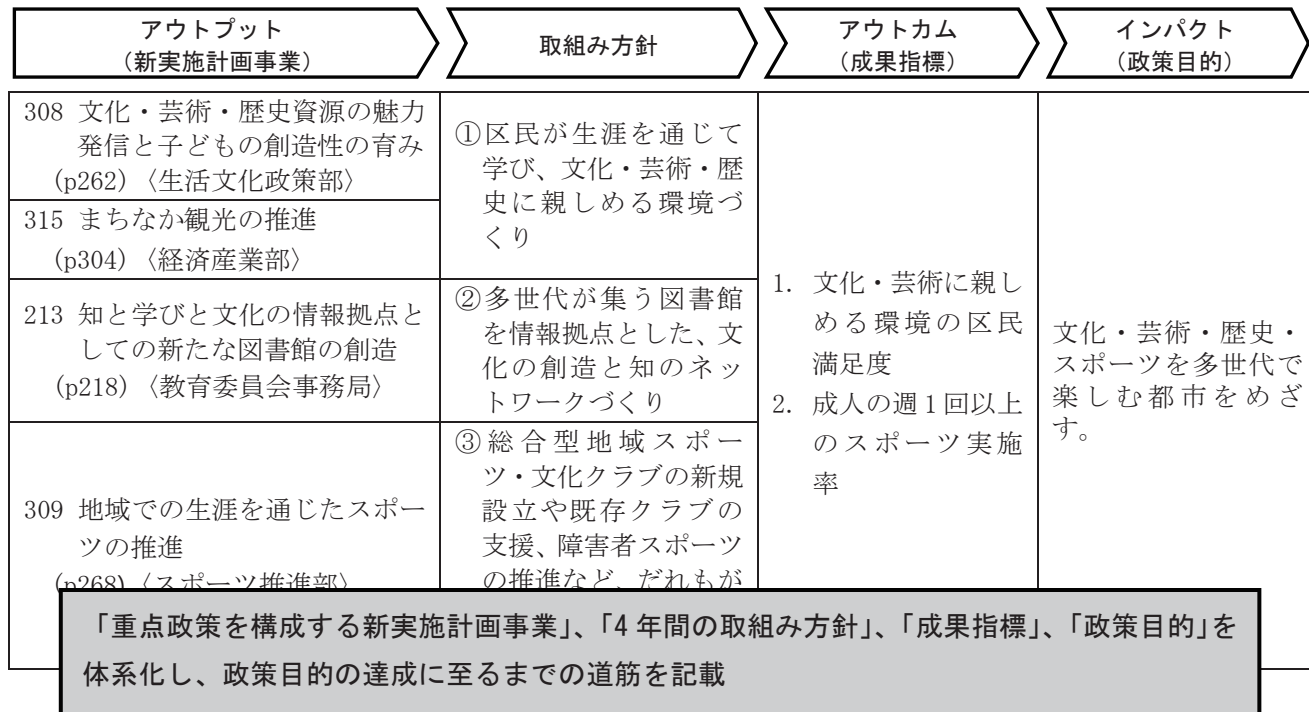 アウトプット
（新実施計画事業）
取組み方針
アウトカム
（成果指標）
インパクト
（政策目的）
308 文化・芸術・歴史資源の魅力
発信と子どもの創造性の育み
(p262)〈生活文化政策部〉
315 まちなか観光の推進
(p304)〈経済産業部〉
213 知と学びと文化の情報拠点と
しての新たな図書館の創造
(p218)〈教育委員会事務局〉
309 地域での生涯を通じたスポー
ツの推進
(p268)〈スポーツ推進部〉
①区民が生涯を通じて
学び、文化・芸術・歴
史に親しめる環境づ
くり
②多世代が集う図書館
を情報拠点とした、文
化の創造と知のネッ
トワークづくり
③総合型地域スポー
ツ・文化クラブの新規
設立や既存クラブの
支援、障害者スポーツ
の推進など、だれもが
1. 文化・芸術に親し
める環境の区民
満足度
2. 成人の週1回以上
のスポーツ実施
率
文化・芸術・歴史・
スポーツを多世代で
楽しむ都市をめざ
す。
「重点政策を構成する新実施計画事業」、「4年間の取組み方針」、「成果指標」、「政策目的」を
体系化し、政策目的の達成に至るまでの道筋を記載